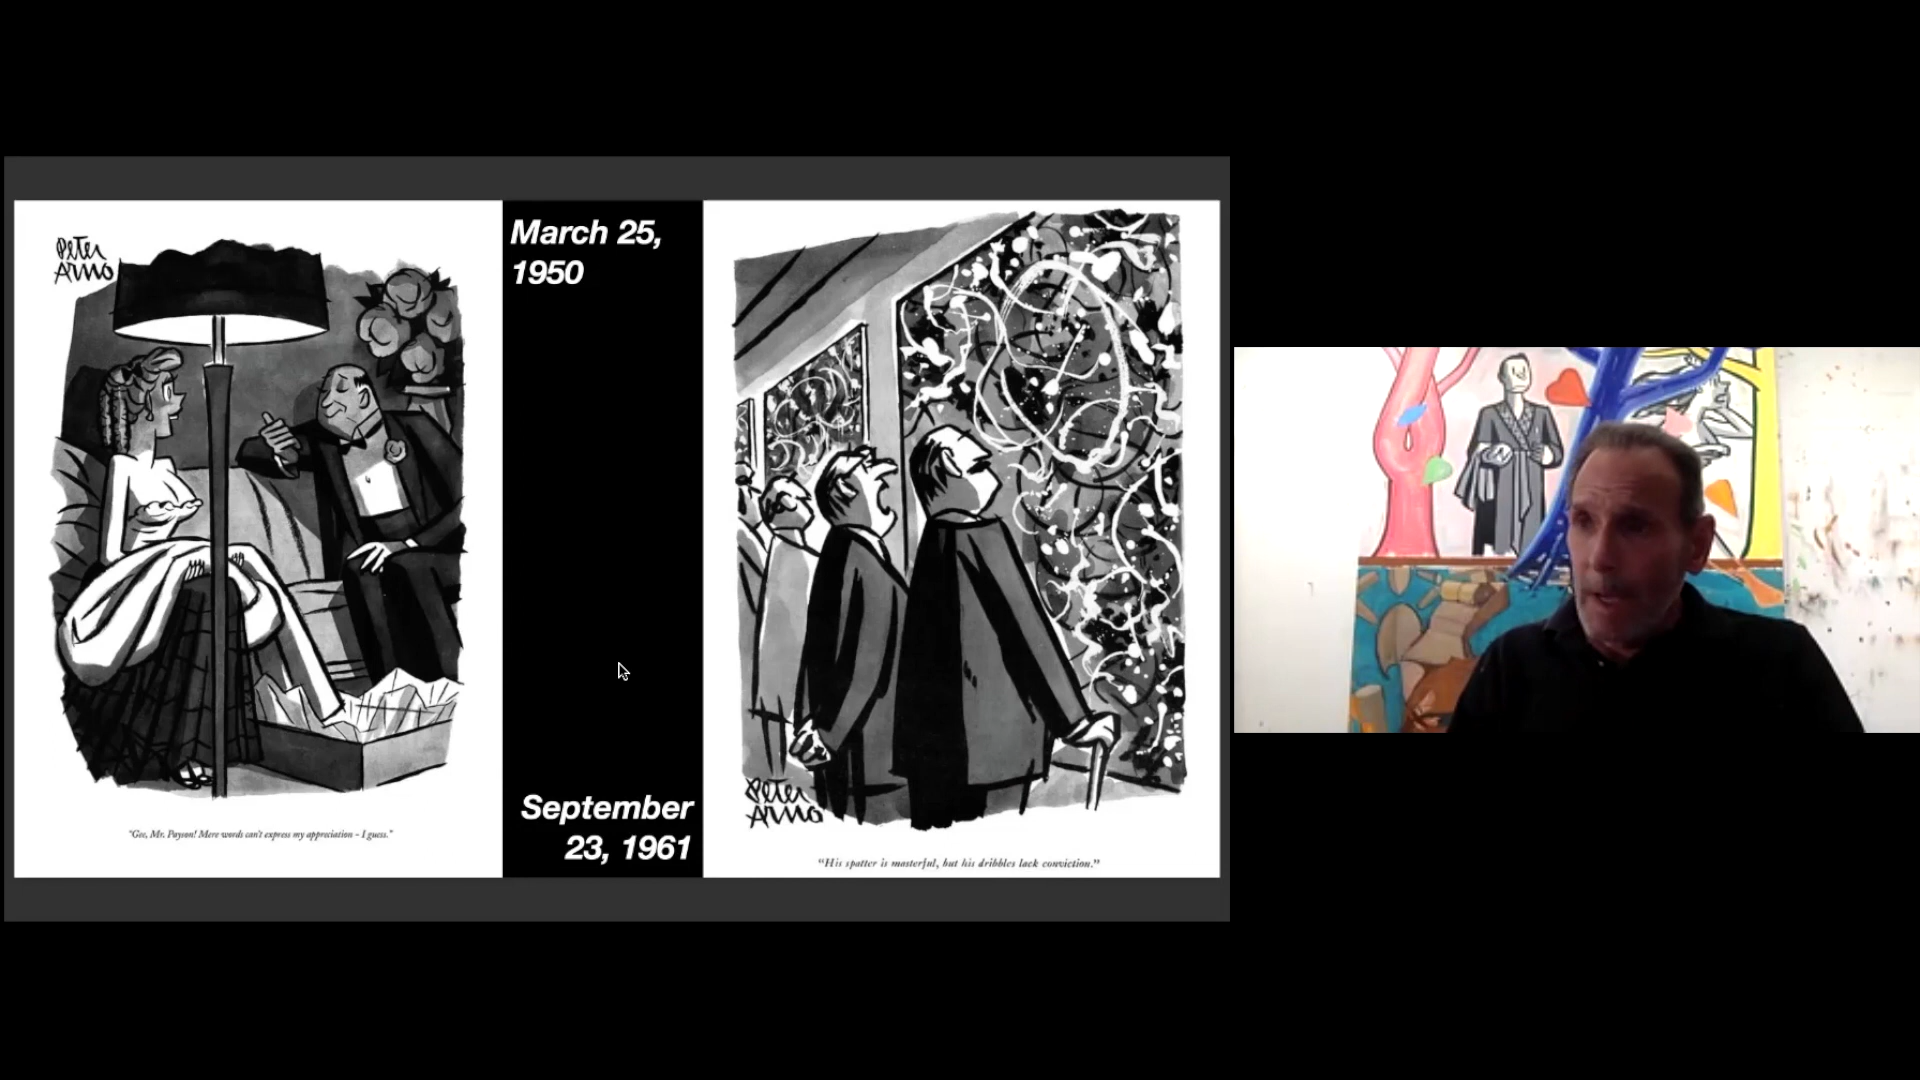 Peter
Arno
"Gee, Mr. Payson! Mere words can't express my appreciation – I guess."
March 25,
1950
September
23, 1961
Peter
Arno
"His spatter is masterful, but his dribbles lack conviction."